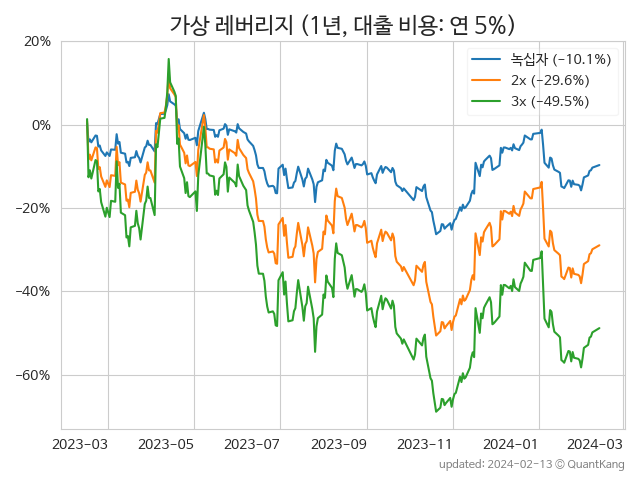 가상 레버리지 (1년, 대출 비용: 연 5%)
20%
0%
−20%
−40%
−60%
녹십자 (−10.1%)
2x (−29.6%)
3x (−49.5%)
2023-03 2023-05 2023-07 2023-09 2023-11 2024-01 2024-03
updated: 2024-02-13 © QuantKang